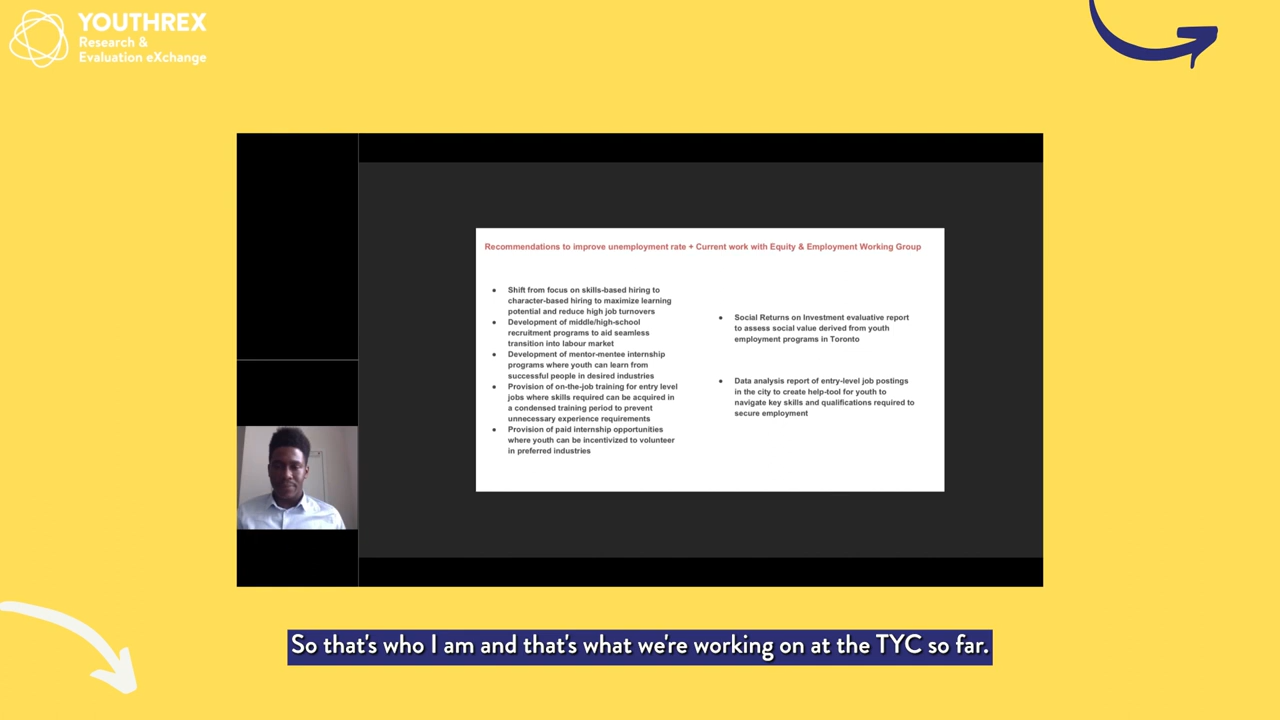 YOUTHREX
Research &
Evaluation eXchange
Recommendations to improve unemployment rate + Current work with Equity & Employment Working Group
● Shift from focus on skills-based hiring to
character-based hiring to maximize learning
potential and reduce high job turnovers
● Development of middle/high-school
recruitment programs to aid seamless
transition into labour market
● Development of mentor-mentee internship
programs where youth can learn from
successful people in desired industries
● Provision of on-the-job training for entry level
jobs where skills required can be acquired in
a condensed training period to prevent
unnecessary experience requirements
● Provision of paid internship opportunities
where youth can be incentivized to volunteer
in preferred industries
● Social Returns on Investment evaluative report
to assess social value derived from youth
employment programs in Toronto
● Data analysis report of entry-level job postings
in the city to create help-tool for youth to
navigate key skills and qualifications required to
secure employment
So that's who I am and that's what we're working on at the TYC so far.